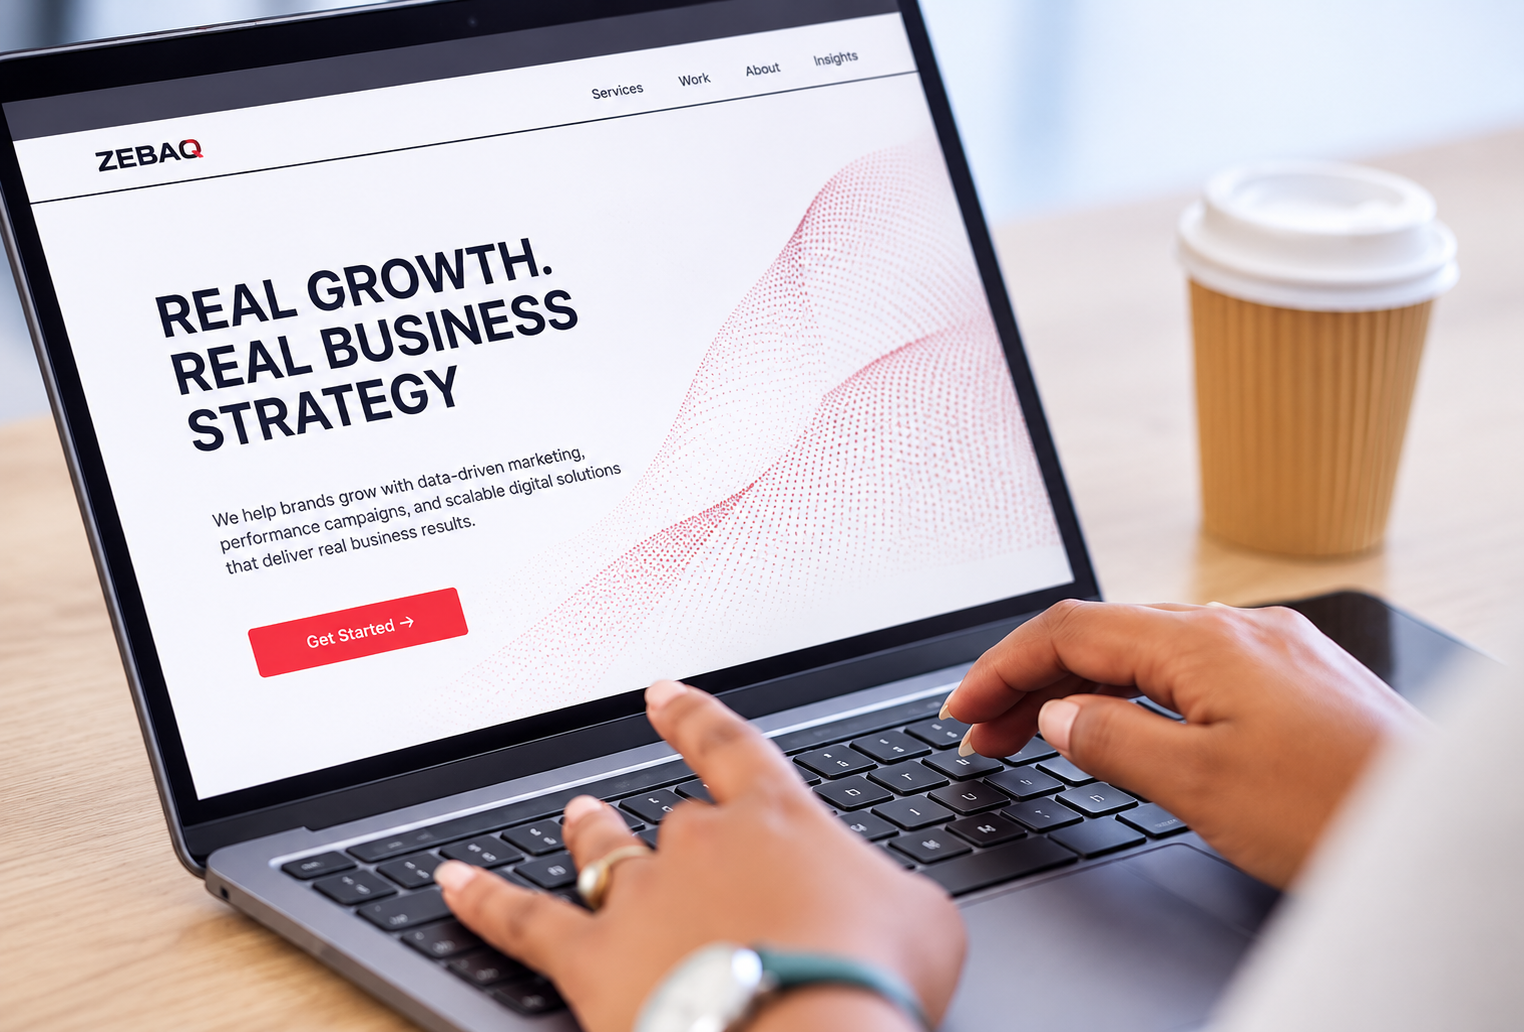 Services Work About Insights
ZEBAQ
REAL GROWTH.
REAL BUSINESS
STRATEGY
We help brands grow with data-driven marketing,
performance campaigns, and scalable digital solutions
that deliver real business results.
Get Started →